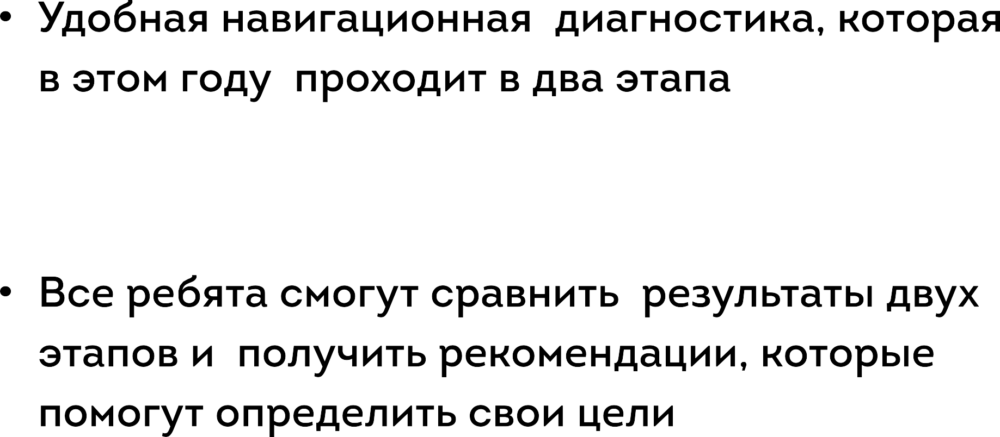 • Удобная навигационная  диагностика, которая
в этом году  проходит в два этапа
• Все ребята смогут сравнить  результаты двух
этапов и  получить рекомендации, которые
помогут определить свои цели